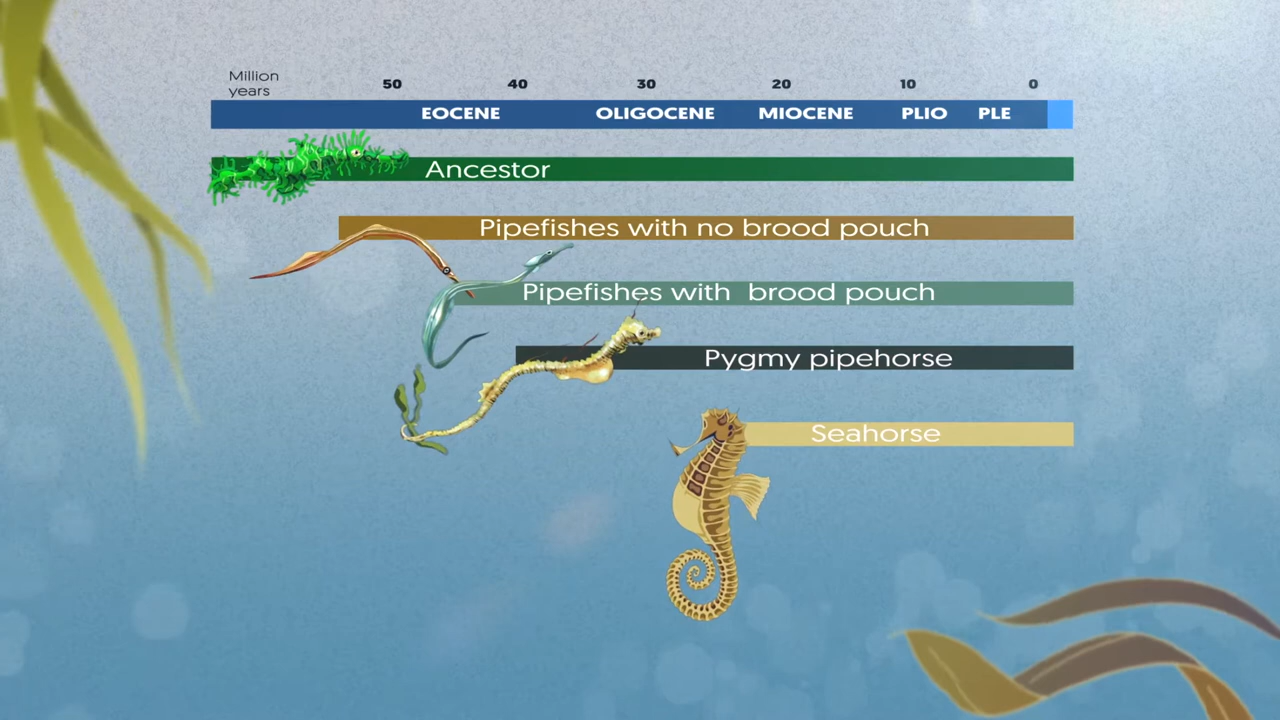 Million
years
50 40 30 20 10 0
EOCENE OLIGOCENE MIOCENE PLIO PLE
Ancestor
Pipefishes with no brood pouch
Pipefishes with brood pouch
Pygmy pipehorse
Seahorse